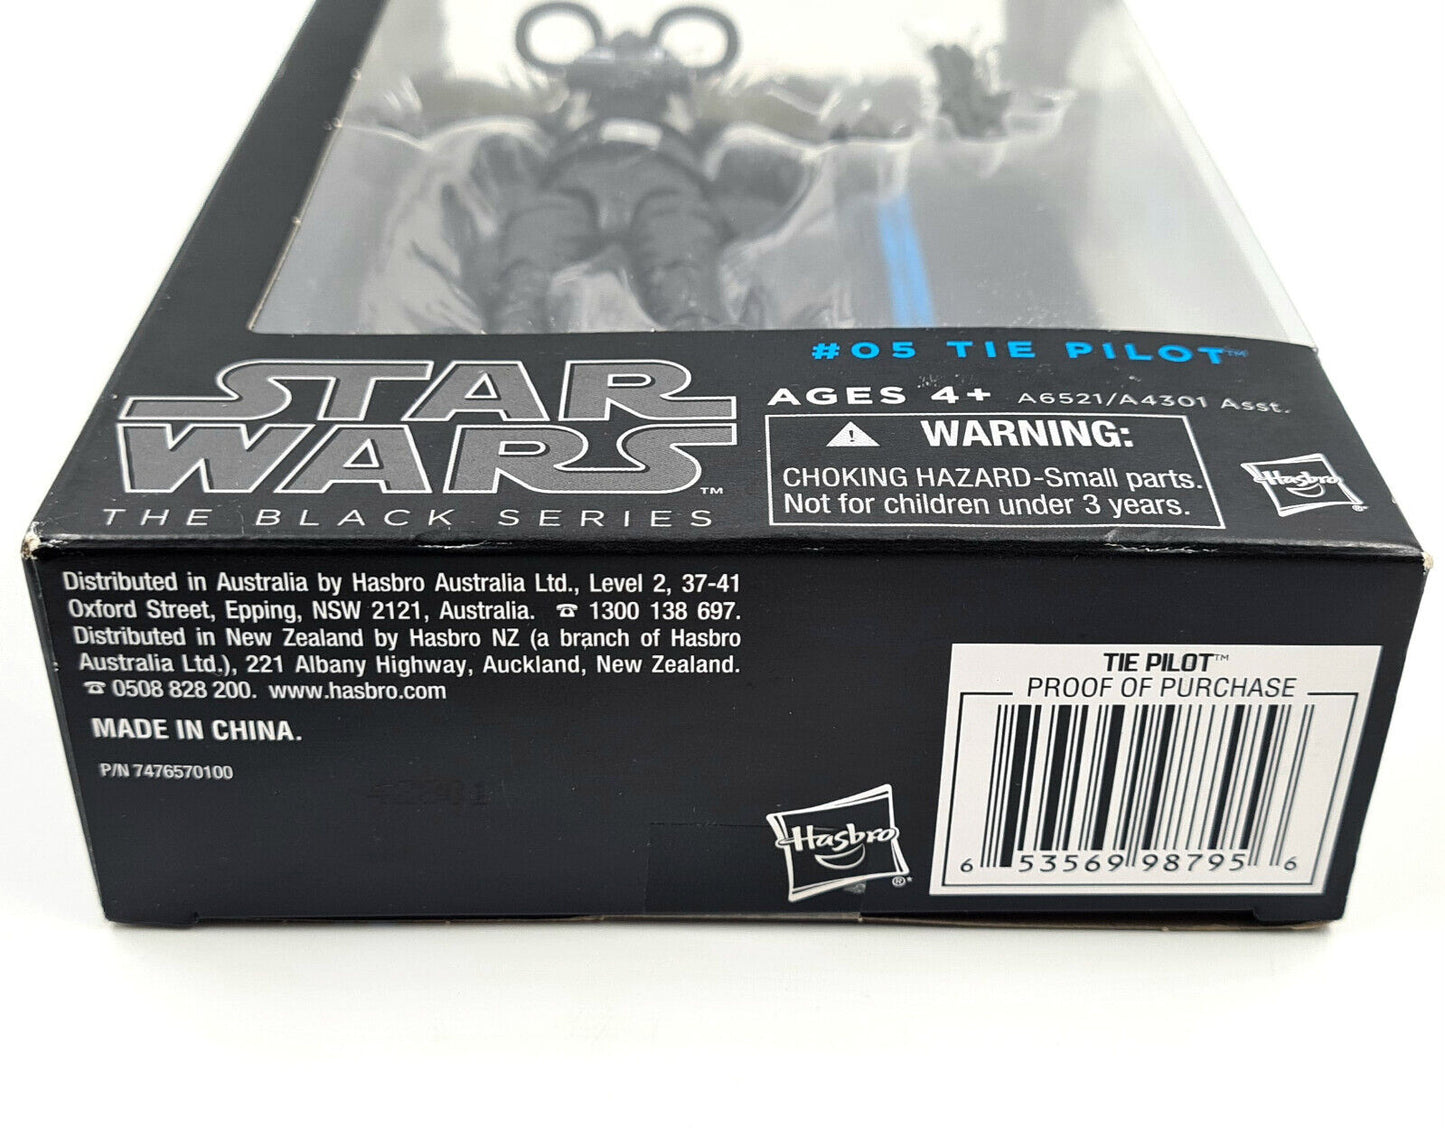 #05 TIE PILOT™
STAR
WARS™
THE BLACK SERIES
AGES 4+ A6521/A4301 Asst.
WARNING:
CHOKING HAZARD-Small parts.
Not for children under 3 years.
Hasbro®
Distributed in Australia by Hasbro Australia Ltd., Level 2, 37-41
Oxford Street, Epping, NSW 2121, Australia. ☎ 1300 138 697.
Distributed in New Zealand by Hasbro NZ (a branch of Hasbro
Australia Ltd.), 221 Albany Highway, Auckland, New Zealand.
☎ 0508 828 200. www.hasbro.com
MADE IN CHINA.
P/N 7476570100
Hasbro®*
TIE PILOT™
PROOF OF PURCHASE
6 53569 98795 6